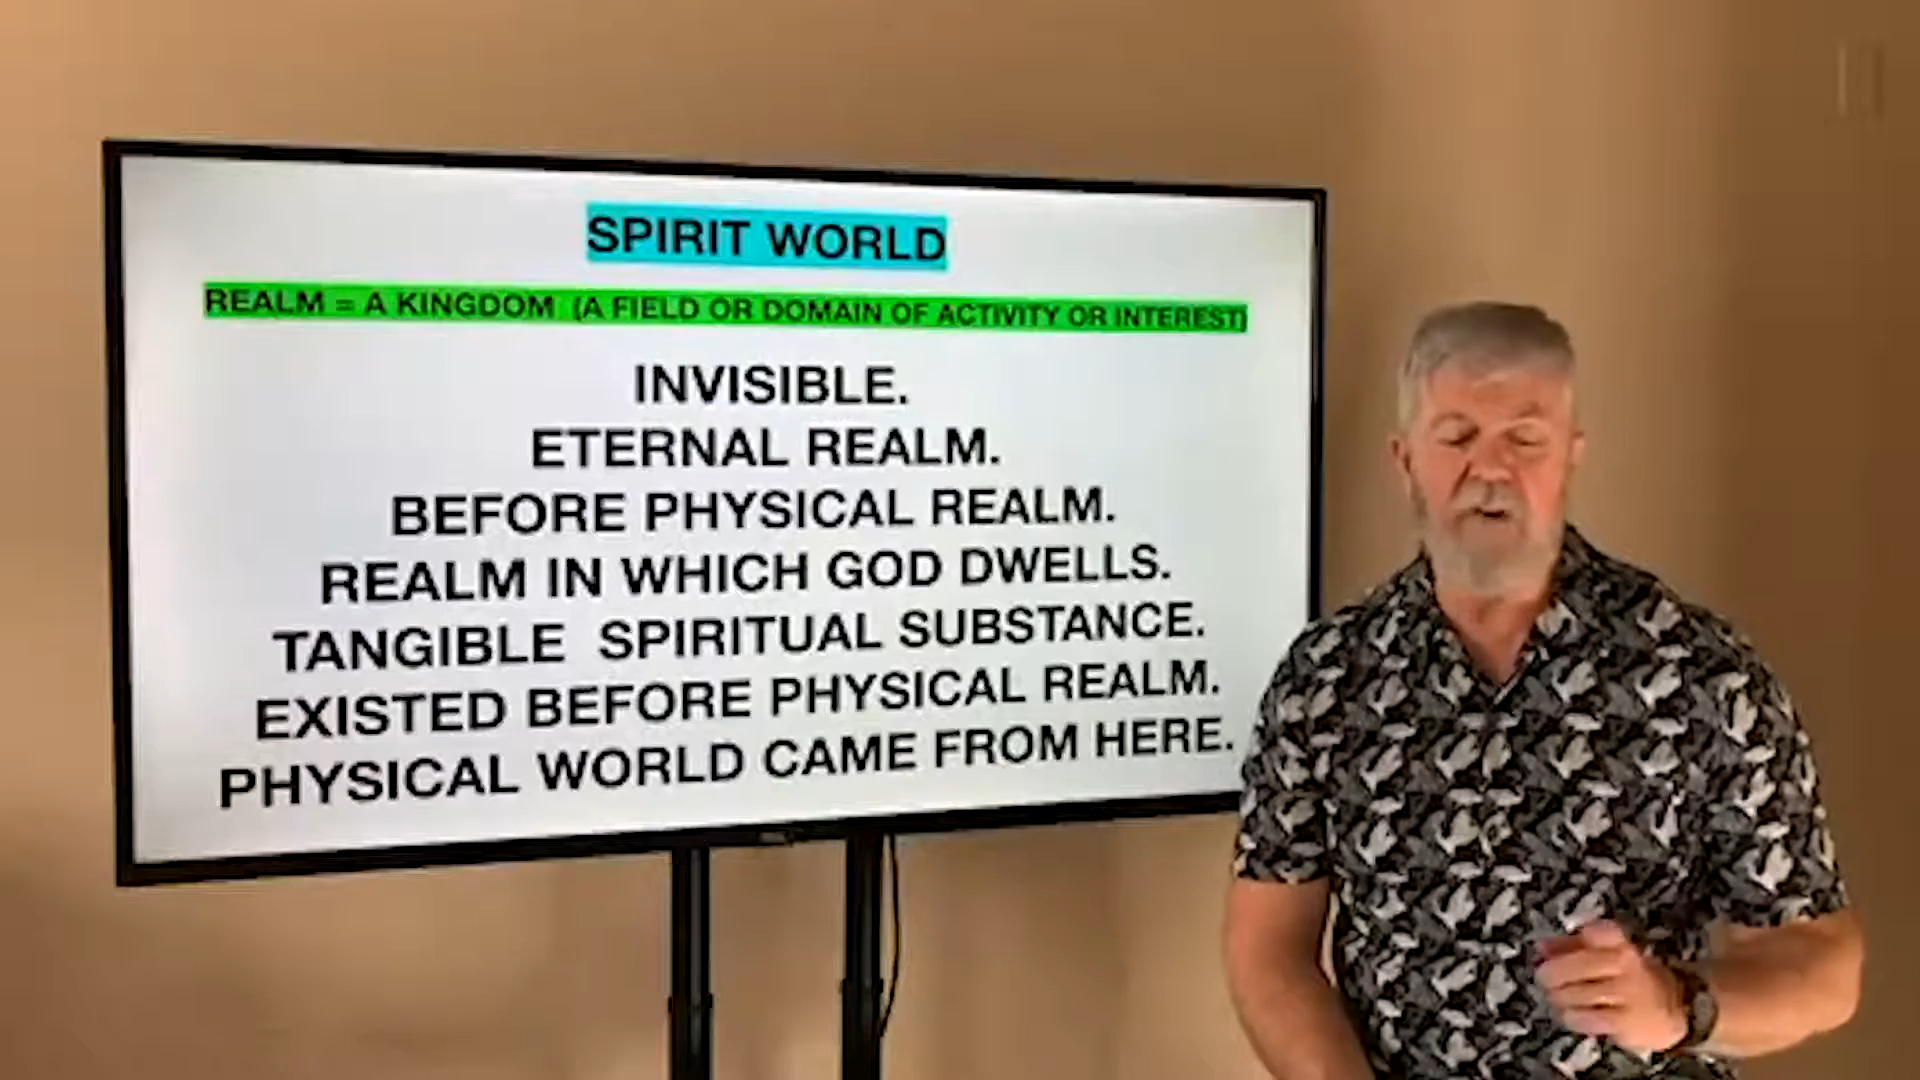 SPIRIT WORLD
REALM = A KINGDOM (A FIELD OR DOMAIN OF ACTIVITY OR INTEREST)
INVISIBLE.
ETERNAL REALM.
BEFORE PHYSICAL REALM.
REALM IN WHICH GOD DWELLS.
TANGIBLE SPIRITUAL SUBSTANCE.
EXISTED BEFORE PHYSICAL REALM.
PHYSICAL WORLD CAME FROM HERE.